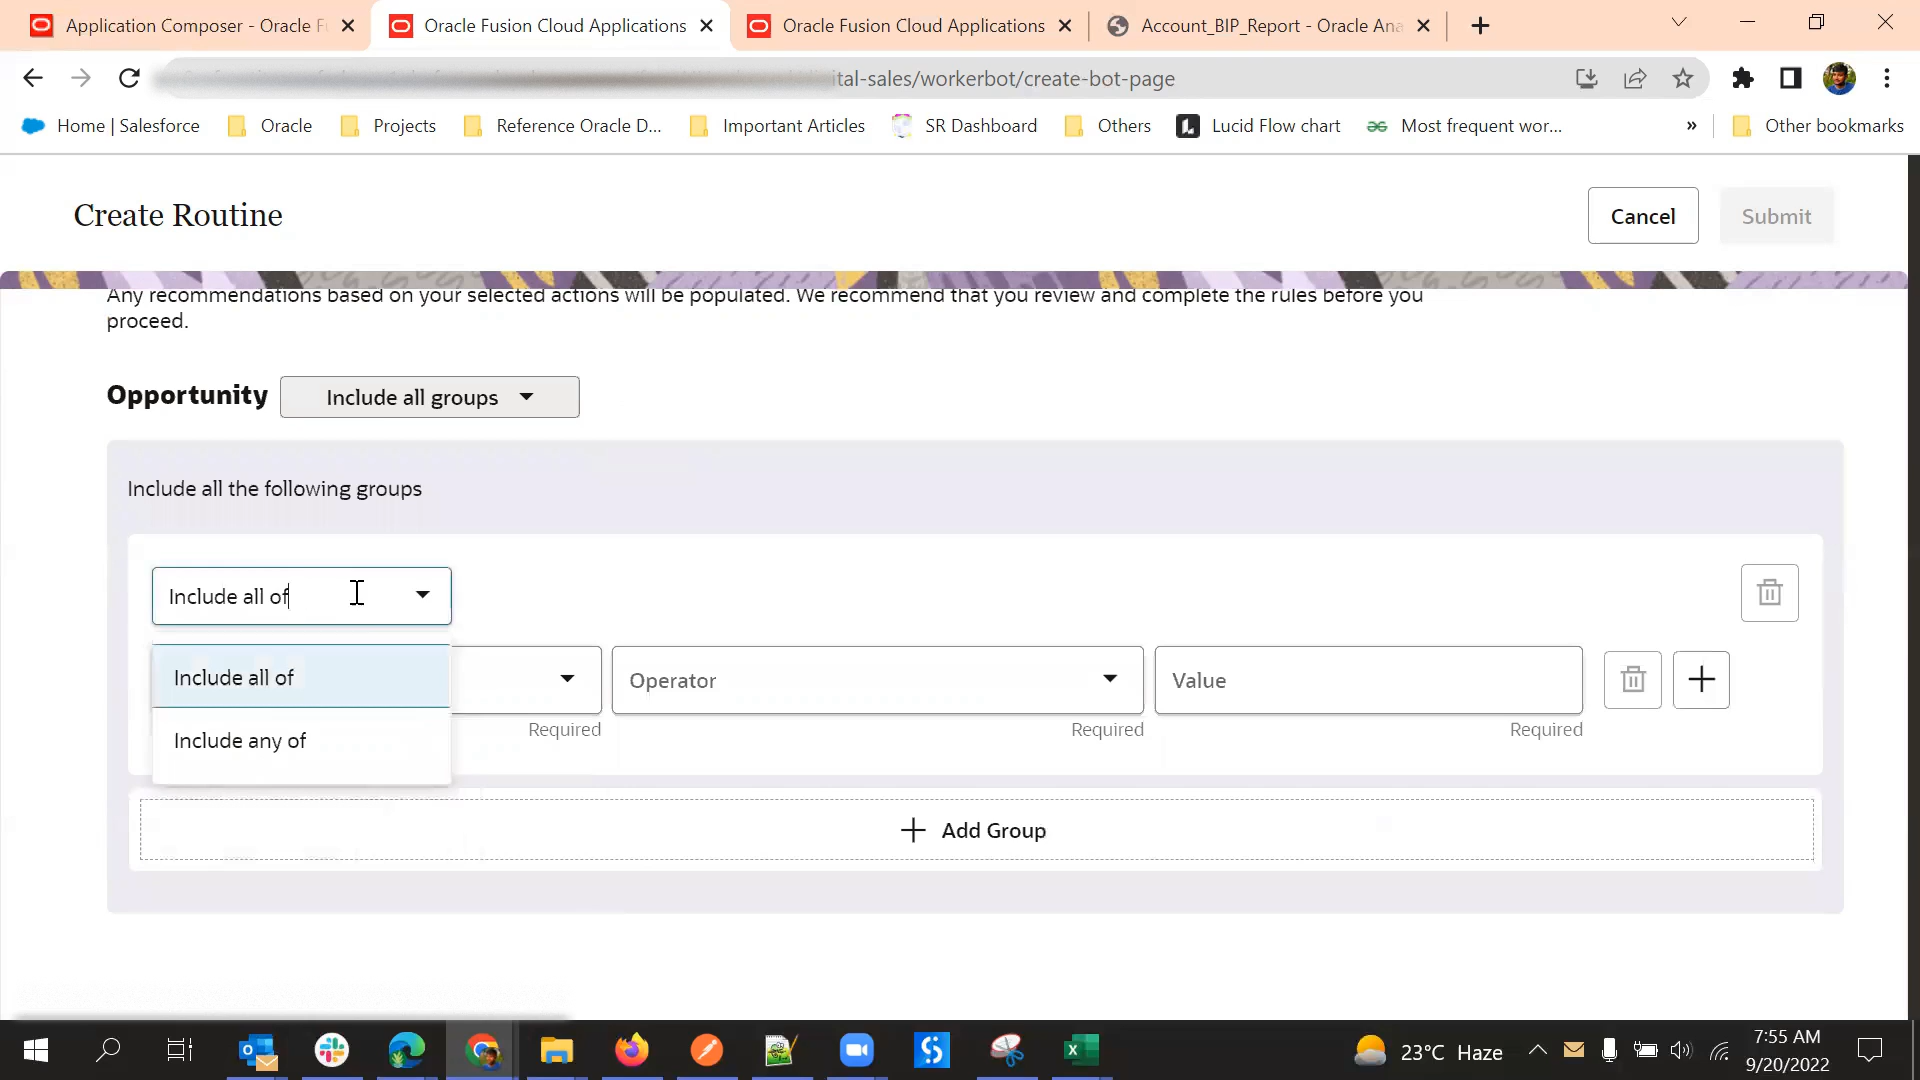 Application Composer - Oracle F
Oracle Fusion Cloud Applications
Oracle Fusion Cloud Applications
Account_BIP_Report - Oracle Ana
ital-sales/workerbot/create-bot-page
Home | Salesforce
Oracle
Projects
Reference Oracle D...
Important Articles
SR Dashboard
Others
Lucid Flow chart
Most frequent wor...
»
Other bookmarks
Create Routine
Cancel
Submit
Any recommendations based on your selected actions will be populated. We recommend that you review and complete the rules before you
proceed.
Opportunity
Include all groups
Include all the following groups
Include all of
Include all of
Include any of
Operator
Value
Required
Required
Required
Add Group
23°C Haze
7:55 AM
9/20/2022